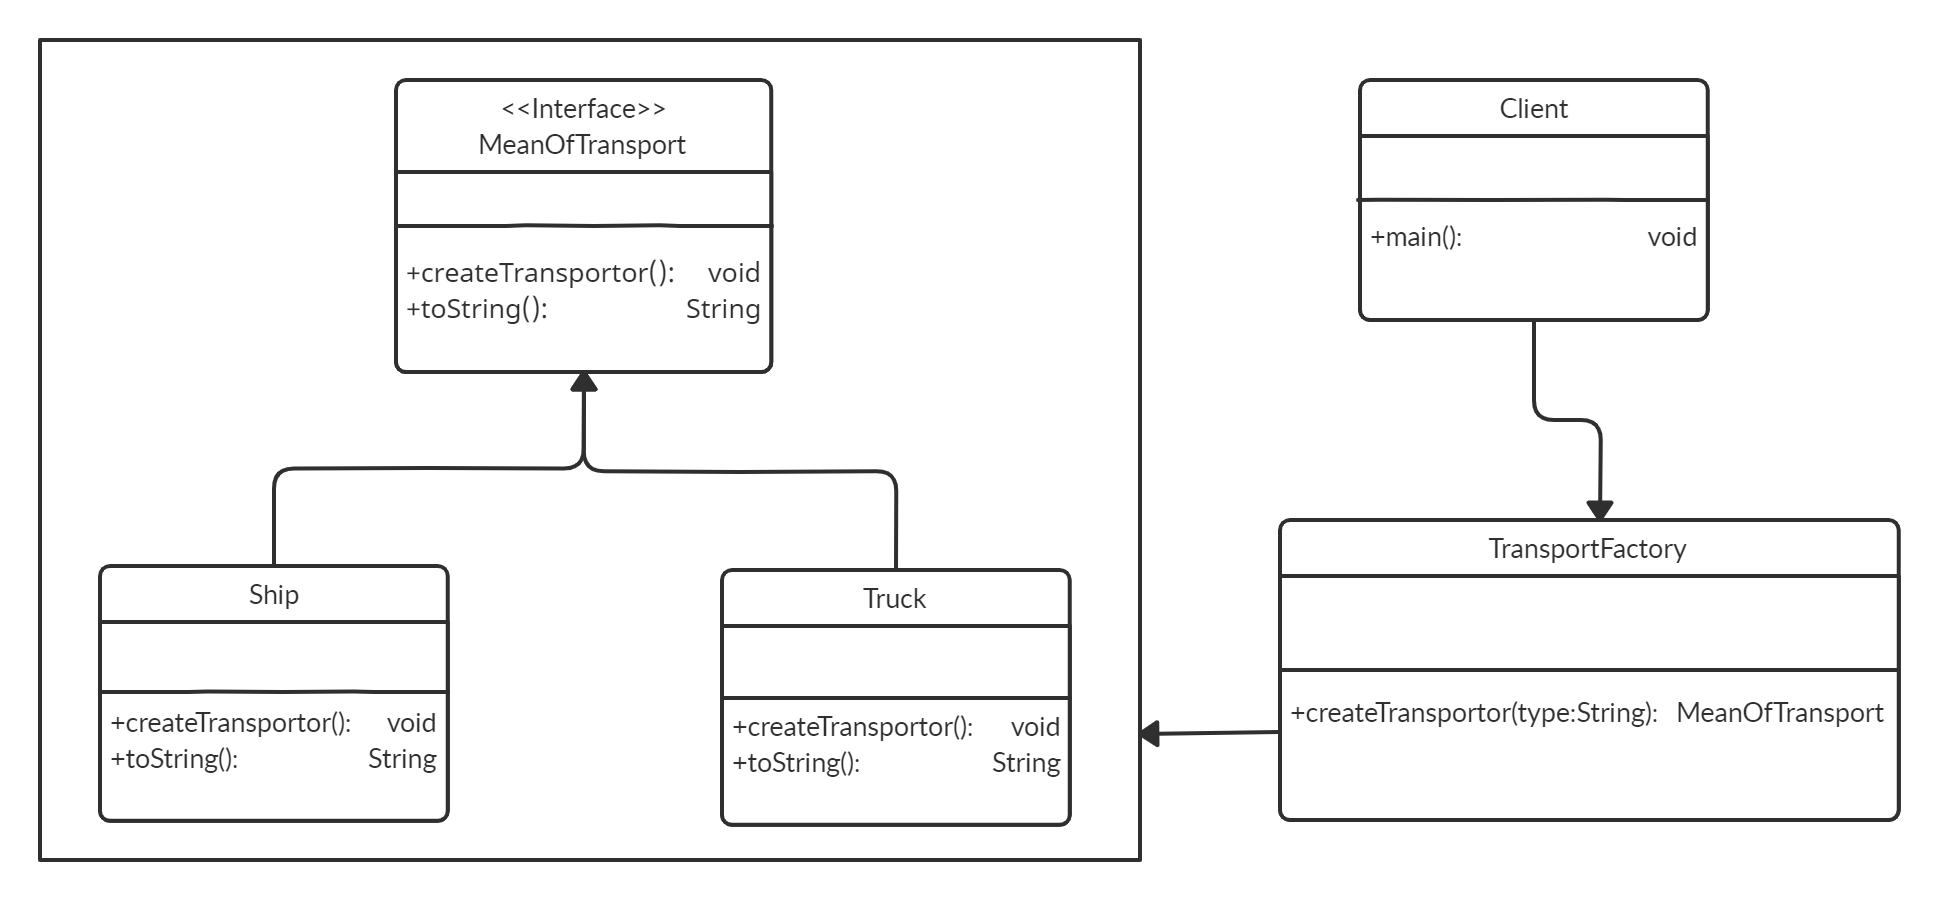 <<Interface>>
MeanOfTransport
+createTransportor(): void
+toString(): String
Ship
+createTransportor(): void
+toString(): String
Truck
+createTransportor(): void
+toString(): String
Client
+main(): void
TransportFactory
+createTransportor(type:String): MeanOfTransport